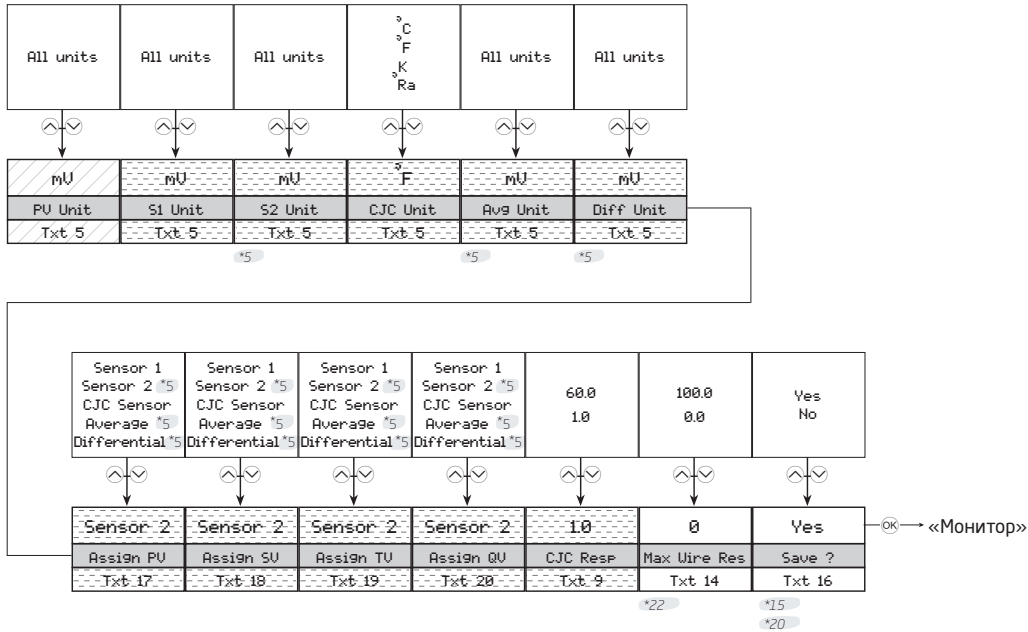 All units All units All units °C All units All units
°F
K
°Ra
mV mV mV °F mV mV
PV Unit S1 Unit S2 Unit CJC Unit Avg Unit Diff Unit
Txt 5 Txt 5 Txt 5 Txt 5 Txt 5 Txt 5
*5 *5 *5
Sensor 1 Sensor 1 Sensor 1 Sensor 1
Sensor 2 *5 Sensor 2 *5 Sensor 2 *5 Sensor 2 *5 60.0 100.0 Yes
CJC Sensor CJC Sensor CJC Sensor CJC Sensor 1.0 0.0 No
Average *5 Average *5 Average *5 Average *5
Differential *5 Differential *5 Differential *5 Differential *5
Sensor 2 Sensor 2 Sensor 2 Sensor 2 1.0 0 Yes OK «Монитор»
Assign PV Assign SV Assign TV Assign QV CJC Resp Max Wire Res Save ?
Txt 17 Txt 18 Txt 19 Txt 20 Txt 9 Txt 14 Txt 16
*22 *15
*20